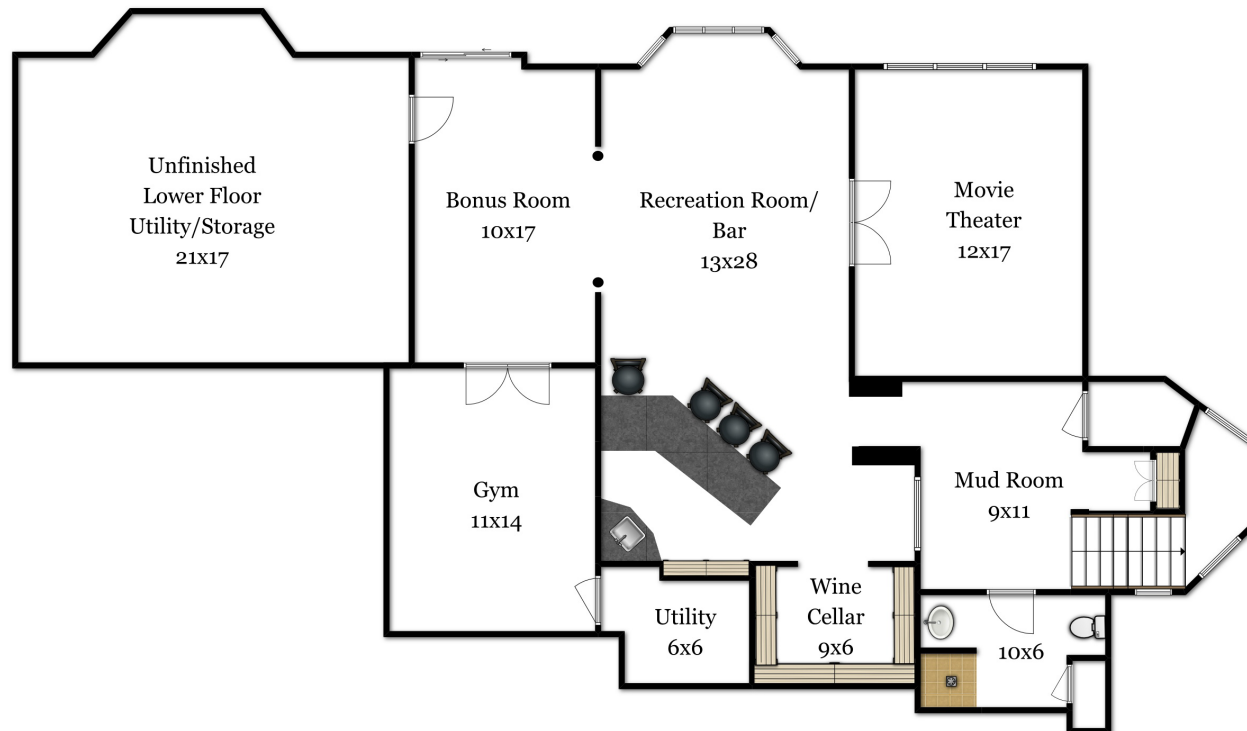 Unfinished
Lower Floor
Utility/Storage
21x17
Bonus Room
10x17
Recreation Room/
Bar
13x28
Movie
Theater
12x17
Gym
11x14
Mud Room
9x11
Utility
6x6
Wine
Cellar
9x6
10x6